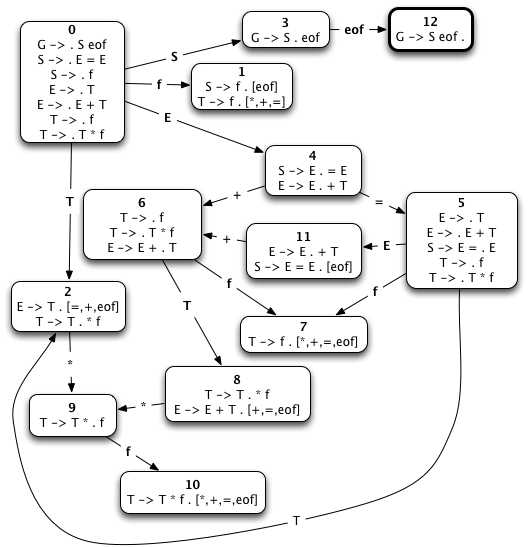 0
G -> . S eof
S -> . E = E
S -> . f
E -> . T
E -> . E + T
T -> . f
T -> . T * f
S
3
G -> S . eof
eof
12
G -> S eof .
f
1
S -> f . [eof]
T -> f . [*,+,=]
E
4
S -> E . = E
E -> E . + T
+
=
T
6
T -> . f
T -> . T * f
E -> E + . T
+
11
E -> E . + T
S -> E = E . [eof]
E
5
E -> . T
E -> . E + T
S -> E = . E
T -> . f
T -> . T * f
f
f
2
E -> T . [=,+,eof]
T -> T . * f
T
7
T -> f . [*,+,=,eof]
*
8
T -> T . * f
E -> E + T . [+,=,eof]
*
9
T -> T * . f
f
10
T -> T * f . [*,+,=,eof]
T